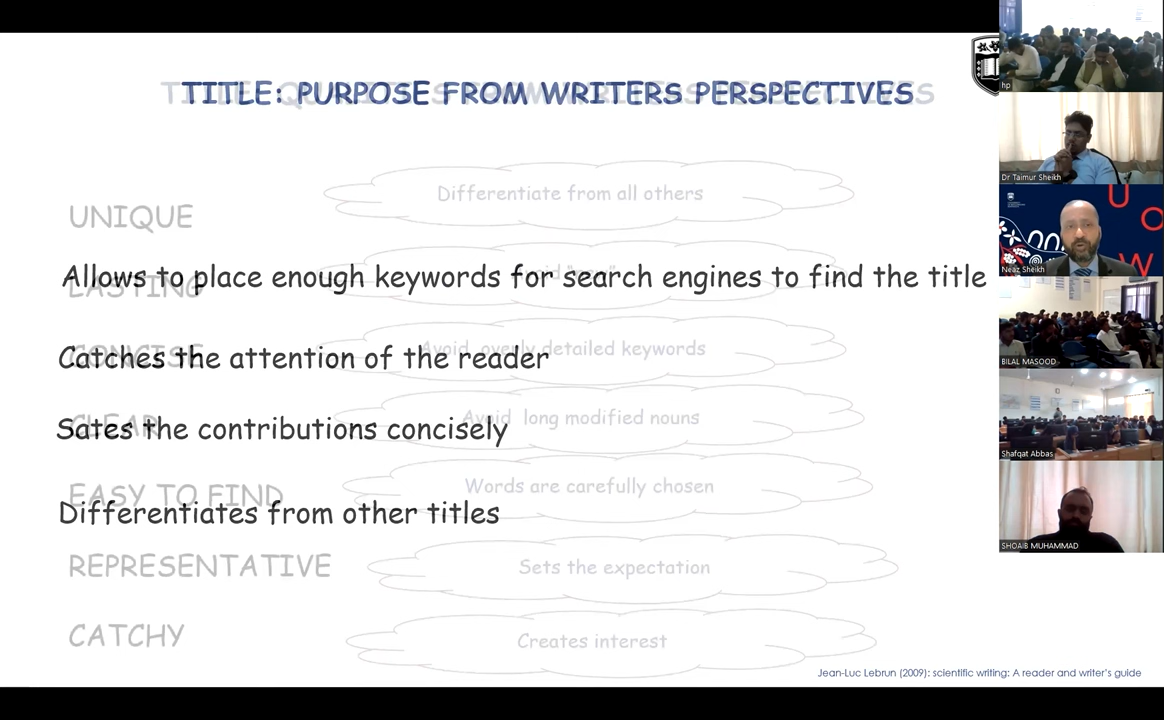 TITLE: PURPOSE FROM WRITERS PERSPECTIVES
Differentiate from all others
UNIQUE
Allows to place enough keywords for search engines to find the title
LASTING
Catches the attention of the reader
CONCISE
Avoid overly detailed keywords
Sates the contributions concisely
CLEAR
Avoid long modified nouns
EASY TO FIND
Words are carefully chosen
Differentiates from other titles
REPRESENTATIVE
Sets the expectation
CATCHY
Creates interest
Jean-Luc Lebrun (2009): scientific writing: A reader and writer's guide
hp
Dr Taimur Sheikh
U
O
W
Neaz Sheikh
BILAL MASOOD
Shafqat Abbas
SHOAIB MUHAMMAD